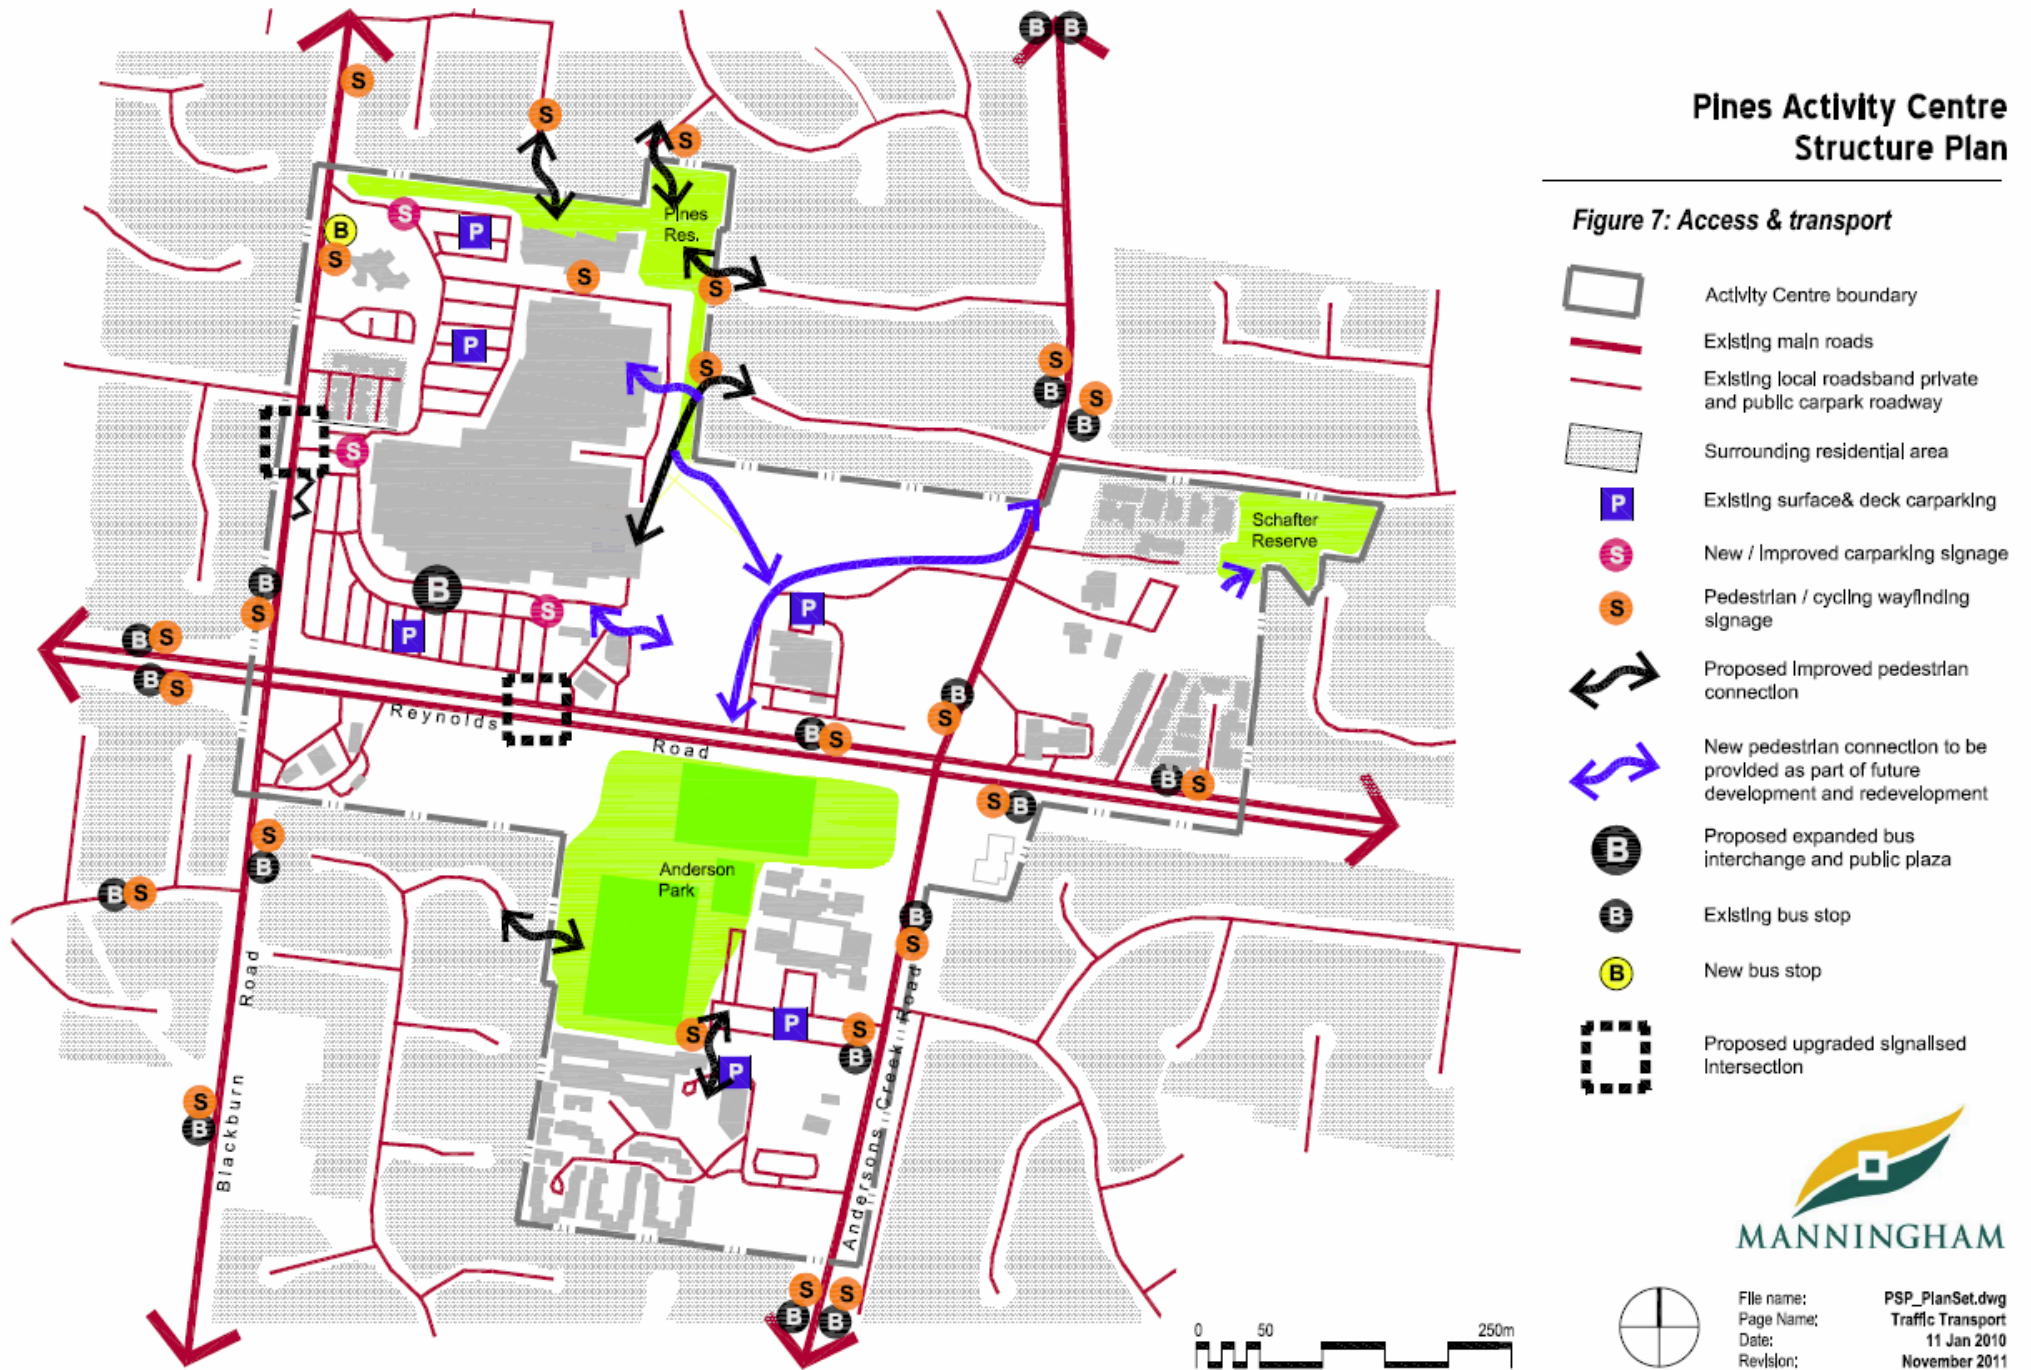 Pines Activity Centre
Structure Plan
Figure 7: Access & transport
Activity Centre boundary
Existing main roads
Existing local roadsband private
and public carpark roadway
Surrounding residential area
P
Existing surface& deck carparking
S
New / Improved carparking signage
S
Pedestrian / cycling wayfinding
signage
Proposed Improved pedestrian
connection
New pedestrian connection to be
provided as part of future
development and redevelopment
B
Proposed expanded bus
interchange and public plaza
B
Existing bus stop
B
New bus stop
Proposed upgraded signalised
Intersection
MANNINGHAM
File name: PSP_PlanSet.dwg
Page Name: Traffic Transport
Date: 11 Jan 2010
Revision: November 2011
0 50 250m
B B
S
S
S
S
P
Pines
Res.
B
S
S
S
P
S
S
B
S
B
S
Schafter
Reserve
B
S
B
S
P
P
B S
B S
B
S
Reynolds
Road
B S
B S
S B
S
B
B S
Anderson
Park
B
S
S
P
S
B
P
S
B
Blackburn Road
Andersons Creek Road
S S
B B